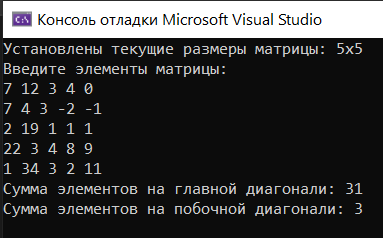 Консоль отладки Microsoft Visual Studio
Установлены текущие размеры матрицы: 5x5
Введите элементы матрицы:
7 12 3 4 0
7 4 3 -2 -1
2 19 1 1 1
22 3 4 8 9
1 34 3 2 11
Сумма элементов на главной диагонали: 31
Сумма элементов на побочной диагонали: 3